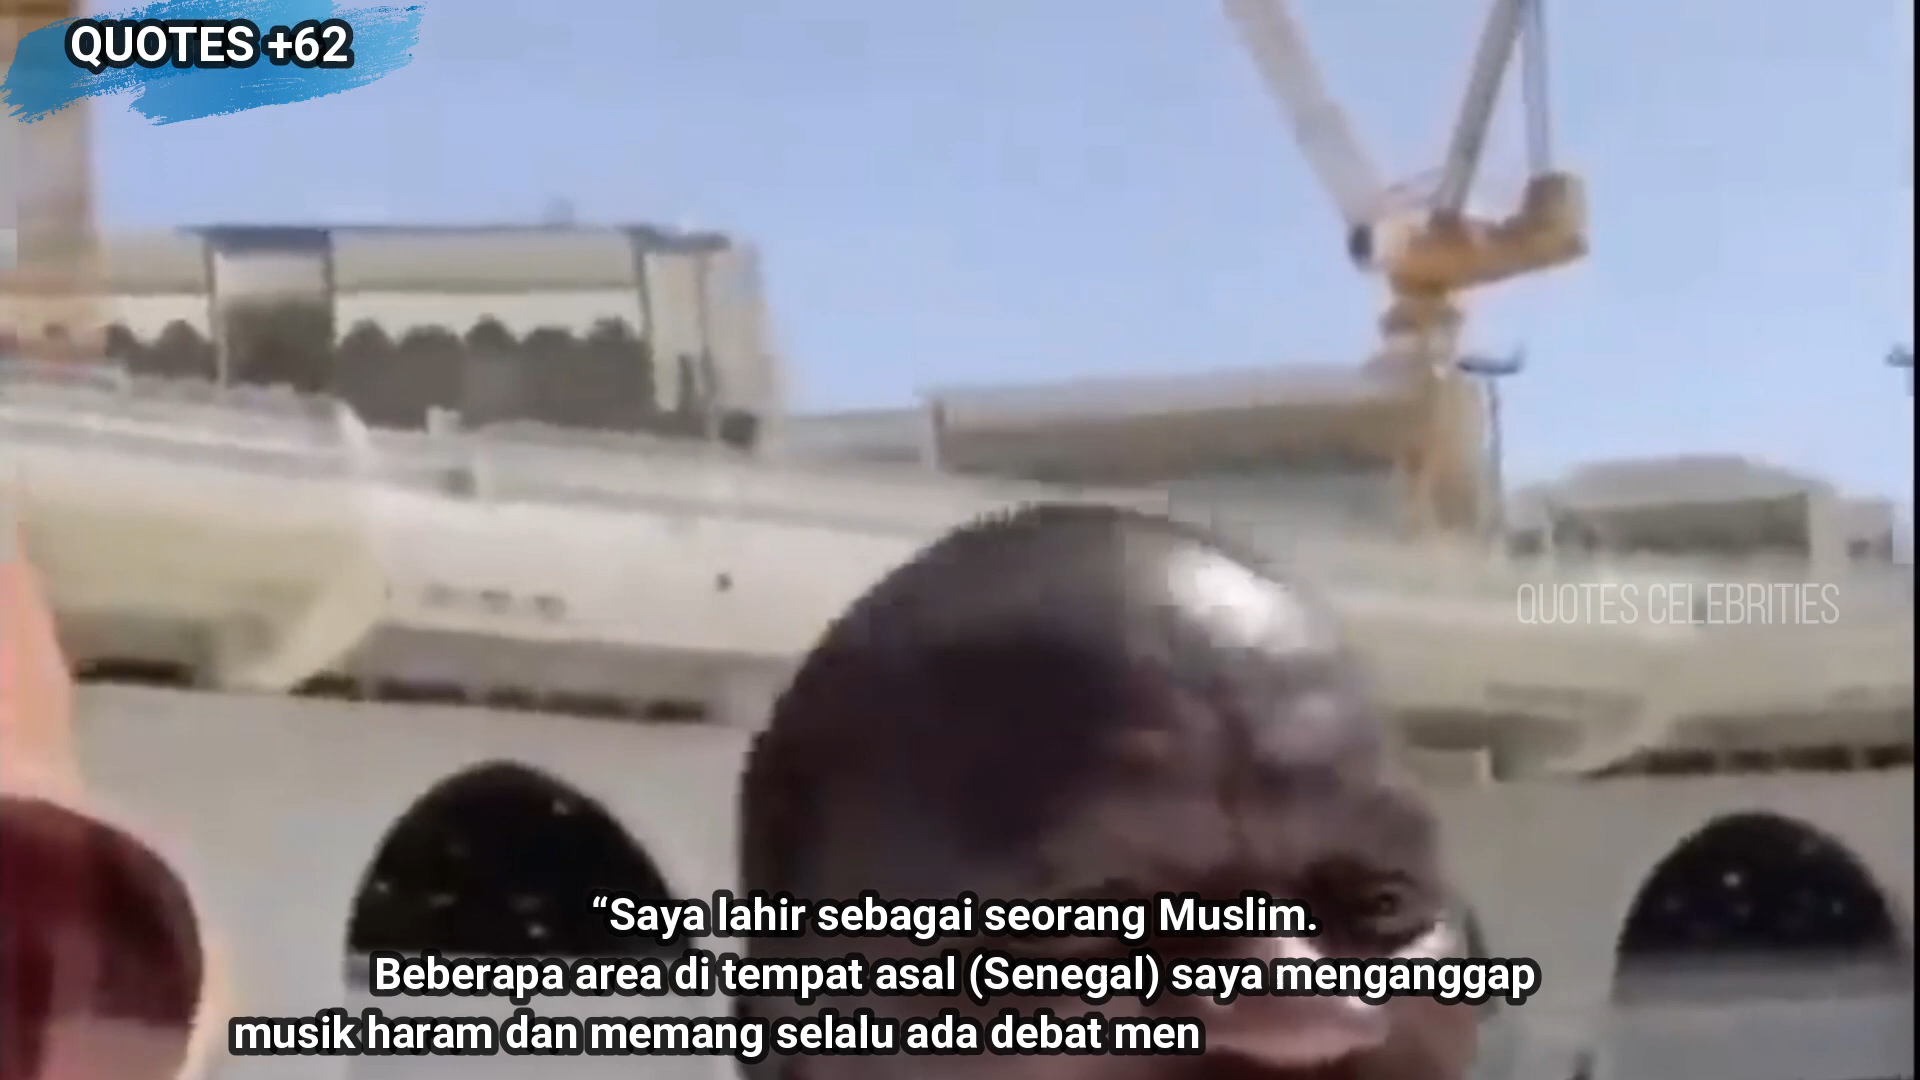 QUOTES +62
QUOTES CELEBRITIES
“Saya lahir sebagai seorang Muslim.
Beberapa area di tempat asal (Senegal) saya menganggap
musik haram dan memang selalu ada debat men